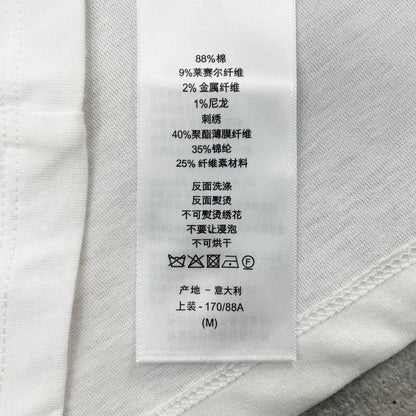 88%棉
9%莱赛尔纤维
2%金属纤维
1%尼龙
刺绣
40%聚酯薄膜纤维
35%锦纶
25%纤维素材料
反面洗涤
反面熨烫
不可熨烫绣花
不要让浸泡
不可烘干
产地 - 意大利
上装 - 170/88A
(M)